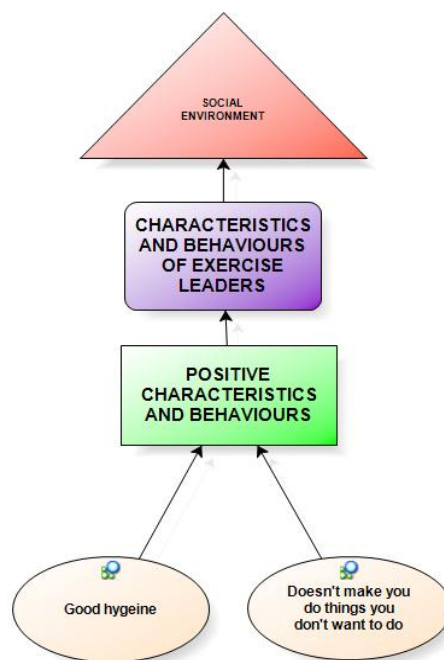 SOCIAL
ENVIRONMENT
CHARACTERISTICS
AND BEHAVIOURS
OF EXERCISE
LEADERS
POSITIVE
CHARACTERISTICS
AND BEHAVIOURS
Good hygeine
Doesn't make you
do things you
don't want to do